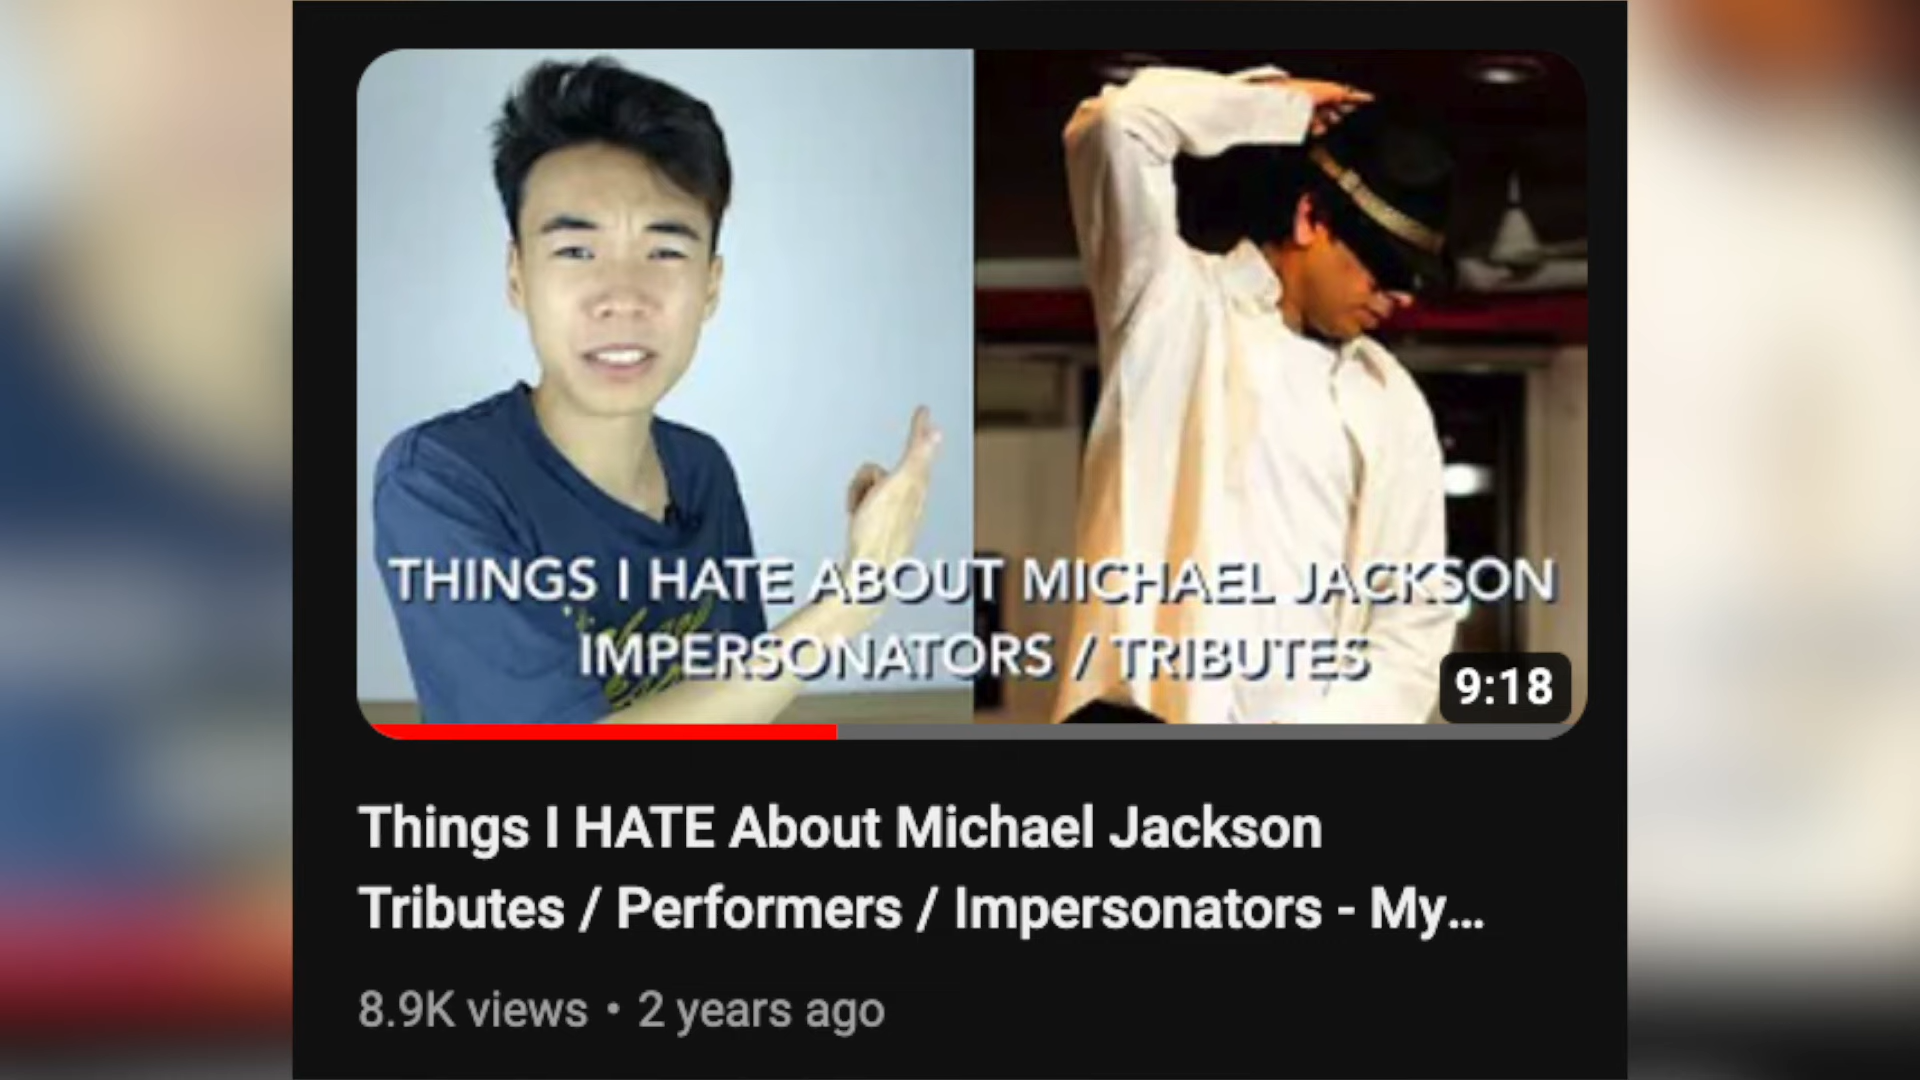 THINGS I HATE ABOUT MICHAEL JACKSON
IMPERSONATORS / TRIBUTES
9:18
Things I HATE About Michael Jackson
Tributes / Performers / Impersonators - My...
8.9K views • 2 years ago